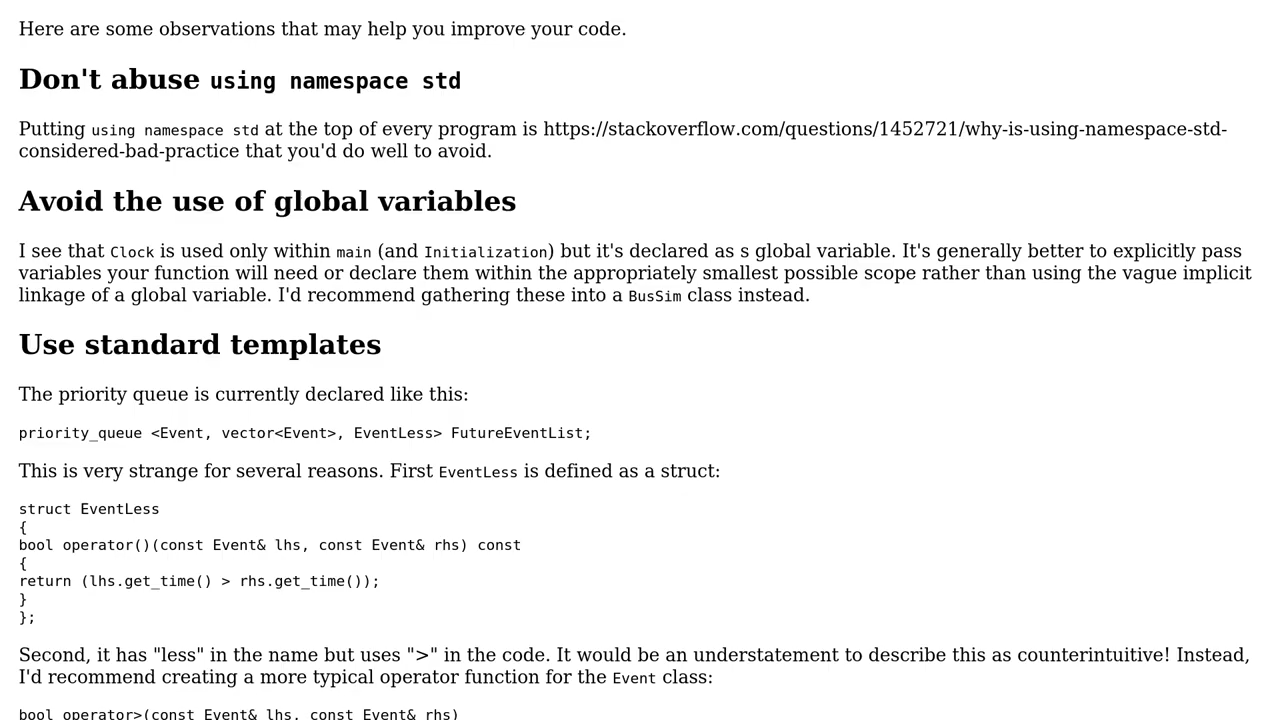 Here are some observations that may help you improve your code.
Don't abuse using namespace std
Putting using namespace std at the top of every program is https://stackoverflow.com/questions/1452721/why-is-using-namespace-std-
considered-bad-practice that you'd do well to avoid.
Avoid the use of global variables
I see that Clock is used only within main (and Initialization) but it's declared as s global variable. It's generally better to explicitly pass
variables your function will need or declare them within the appropriately smallest possible scope rather than using the vague implicit
linkage of a global variable. I'd recommend gathering these into a BusSim class instead.
Use standard templates
The priority queue is currently declared like this:
priority_queue <Event, vector<Event>, EventLess> FutureEventList;
This is very strange for several reasons. First EventLess is defined as a struct:
struct EventLess
{
bool operator()(const Event& lhs, const Event& rhs) const
{
return (lhs.get_time() > rhs.get_time());
}
};
Second, it has "less" in the name but uses ">" in the code. It would be an understatement to describe this as counterintuitive! Instead,
I'd recommend creating a more typical operator function for the Event class:
bool operator>(const Event& lhs, const Event& rhs)